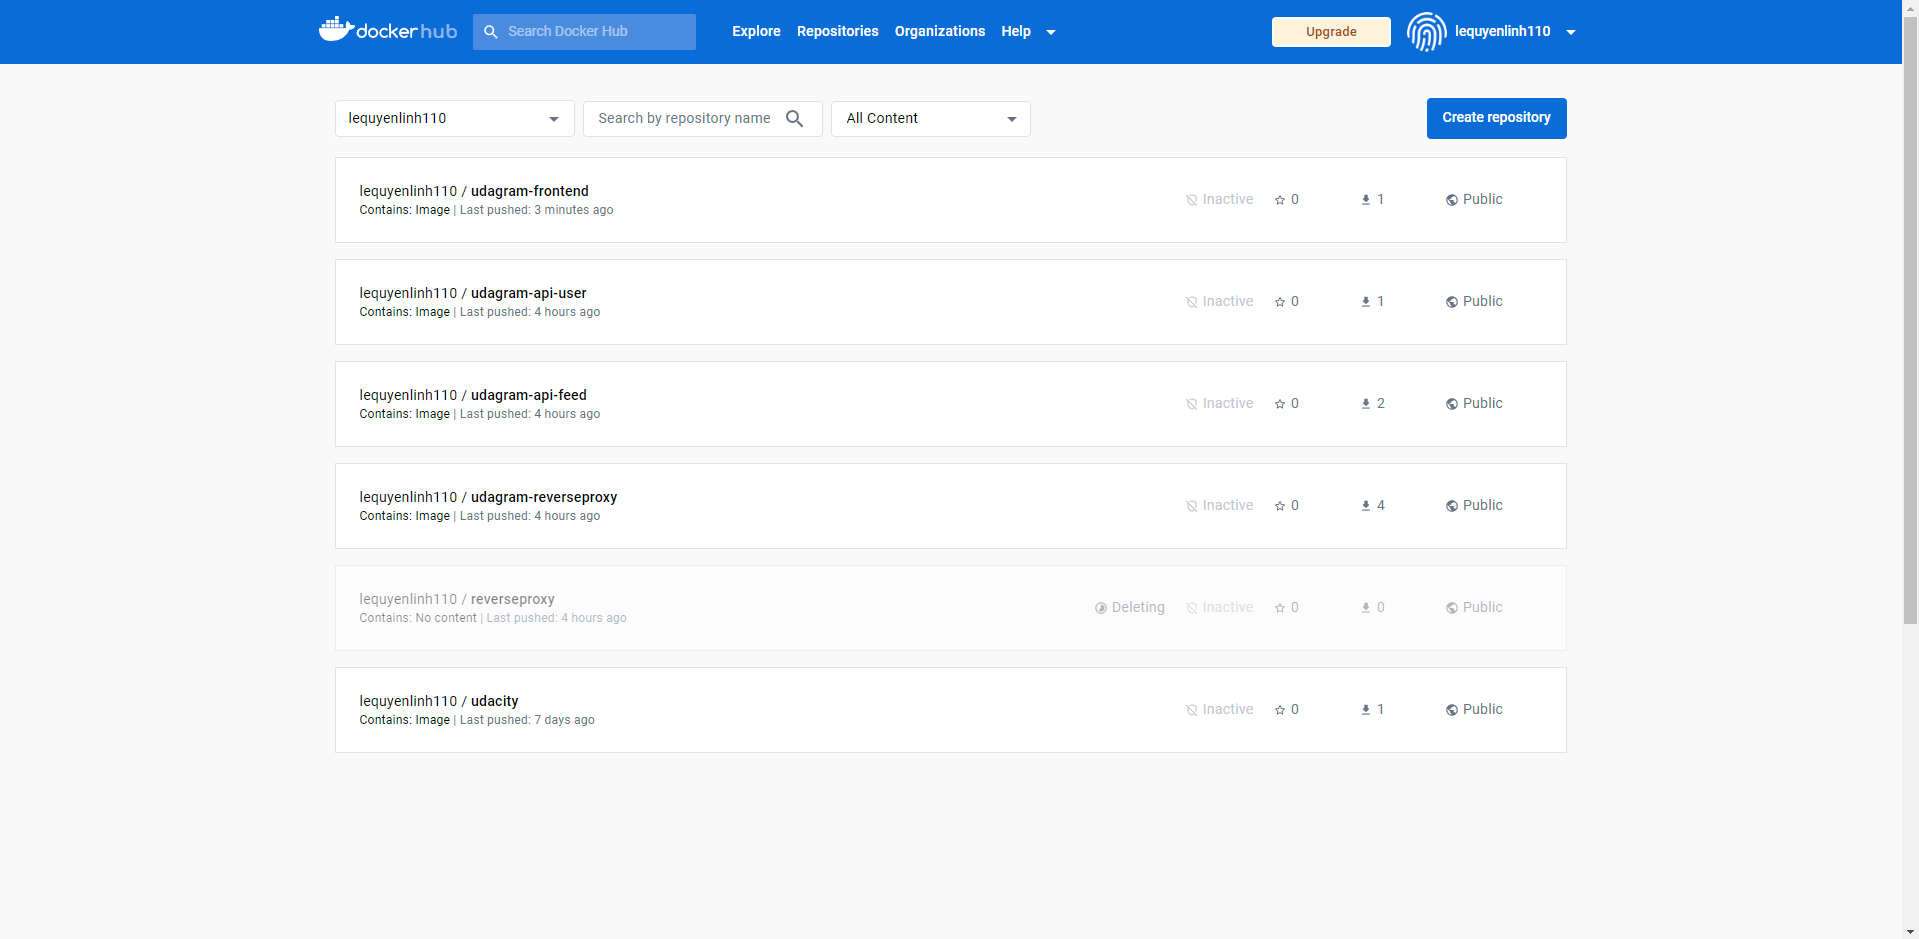 docker hub Search Docker Hub Explore Repositories Organizations Help Upgrade lequyenlinh110
lequyenlinh110 Search by repository name All Content Create repository
lequyenlinh110 / udagram-frontend
Contains: Image | Last pushed: 3 minutes ago
Inactive 0 1 Public
lequyenlinh110 / udagram-api-user
Contains: Image | Last pushed: 4 hours ago
Inactive 0 1 Public
lequyenlinh110 / udagram-api-feed
Contains: Image | Last pushed: 4 hours ago
Inactive 0 2 Public
lequyenlinh110 / udagram-reverseproxy
Contains: Image | Last pushed: 4 hours ago
Inactive 0 4 Public
lequyenlinh110 / reverseproxy
Contains: No content | Last pushed: 4 hours ago
Deleting Inactive 0 0 Public
lequyenlinh110 / udacity
Contains: Image | Last pushed: 7 days ago
Inactive 0 1 Public